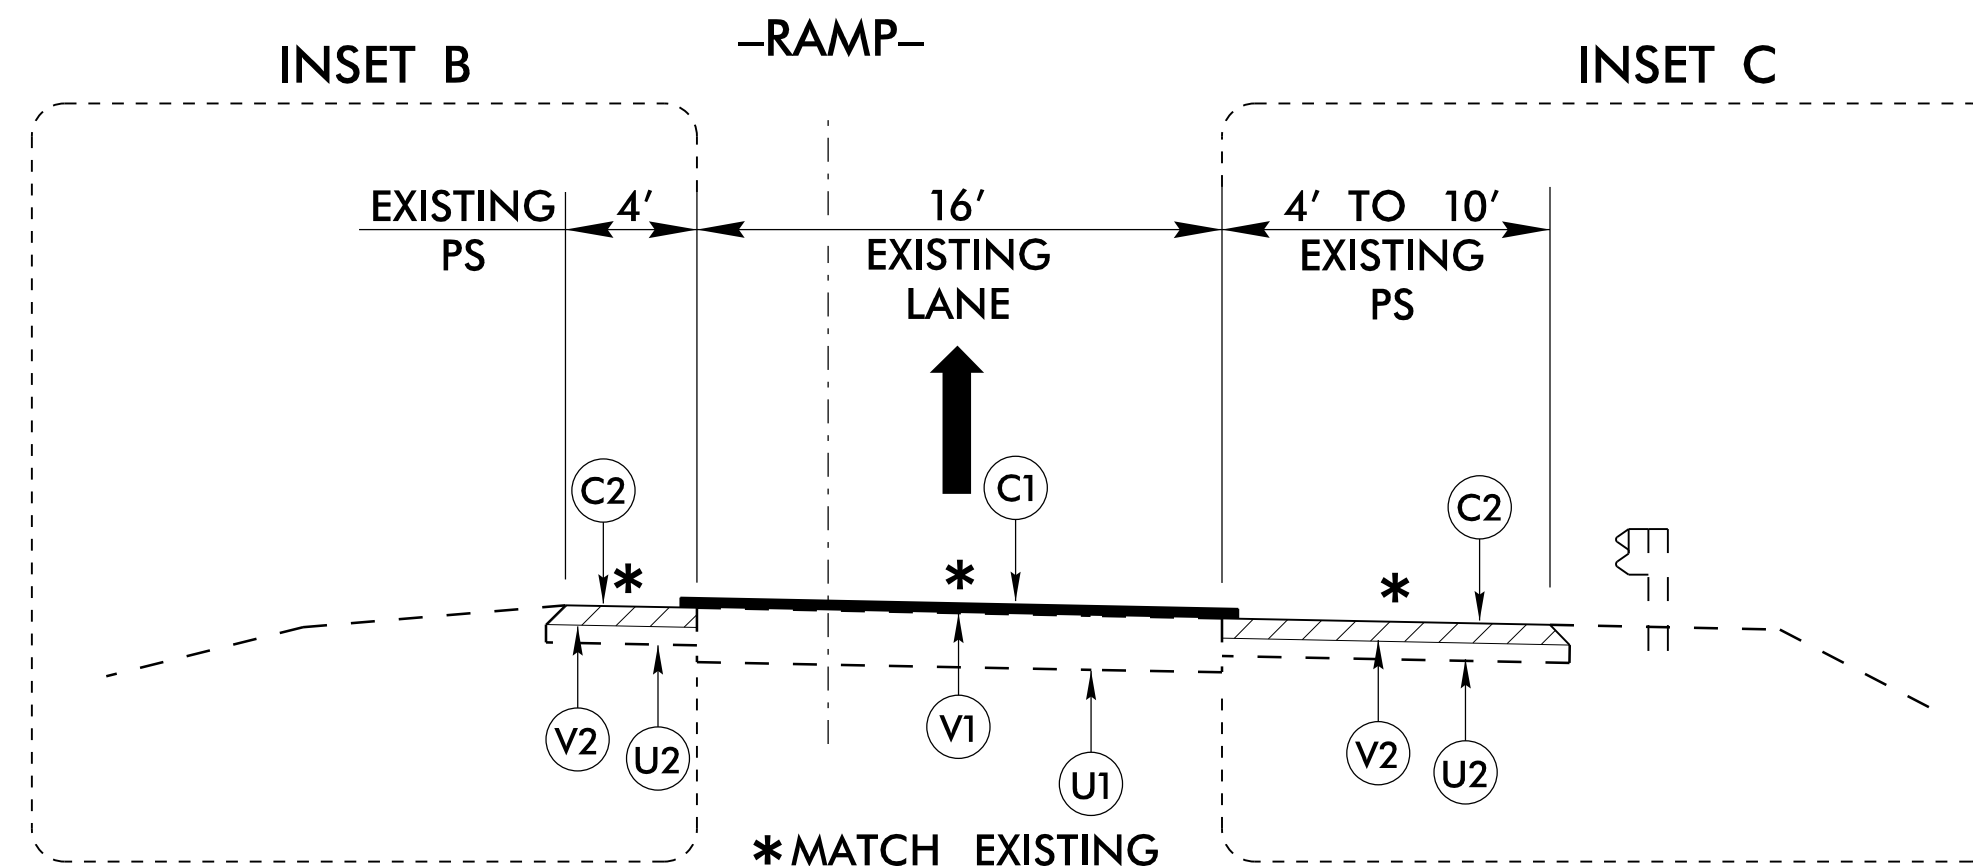 –RAMP–
INSET B
INSET C
EXISTING 4'
PS
16'
EXISTING
LANE
4' TO 10'
EXISTING
PS
C2
C1
C2
*
*
*
V2
U2
V1
U1
V2
U2
* MATCH EXISTING